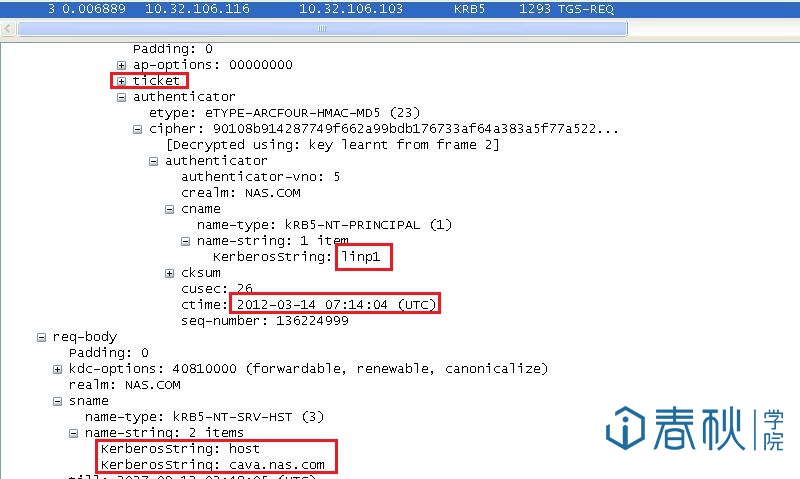 3 0.006889 10.32.106.116 10.32.106.103 KRB5 1293 TGS-REQ
Padding: 0
ap-options: 00000000
ticket
authenticator
etype: eTYPE-ARCFOUR-HMAC-MD5 (23)
cipher: 90108b914287749f662a99bdb176733af64a383a5f77a522...
[Decrypted using: key learnt from frame 2]
authenticator
authenticator-vno: 5
crealm: NAS.COM
cname
name-type: kRB5-NT-PRINCIPAL (1)
name-string: 1 item
KerberosString: linp1
cksum
cusec: 26
ctime: 2012-03-14 07:14:04 (UTC)
seq-number: 136224999
req-body
Padding: 0
kdc-options: 40810000 (forwardable, renewable, canonicalize)
realm: NAS.COM
sname
name-type: kRB5-NT-SRV-HST (3)
name-string: 2 items
KerberosString: host
KerberosString: cava.nas.com
春秋学院